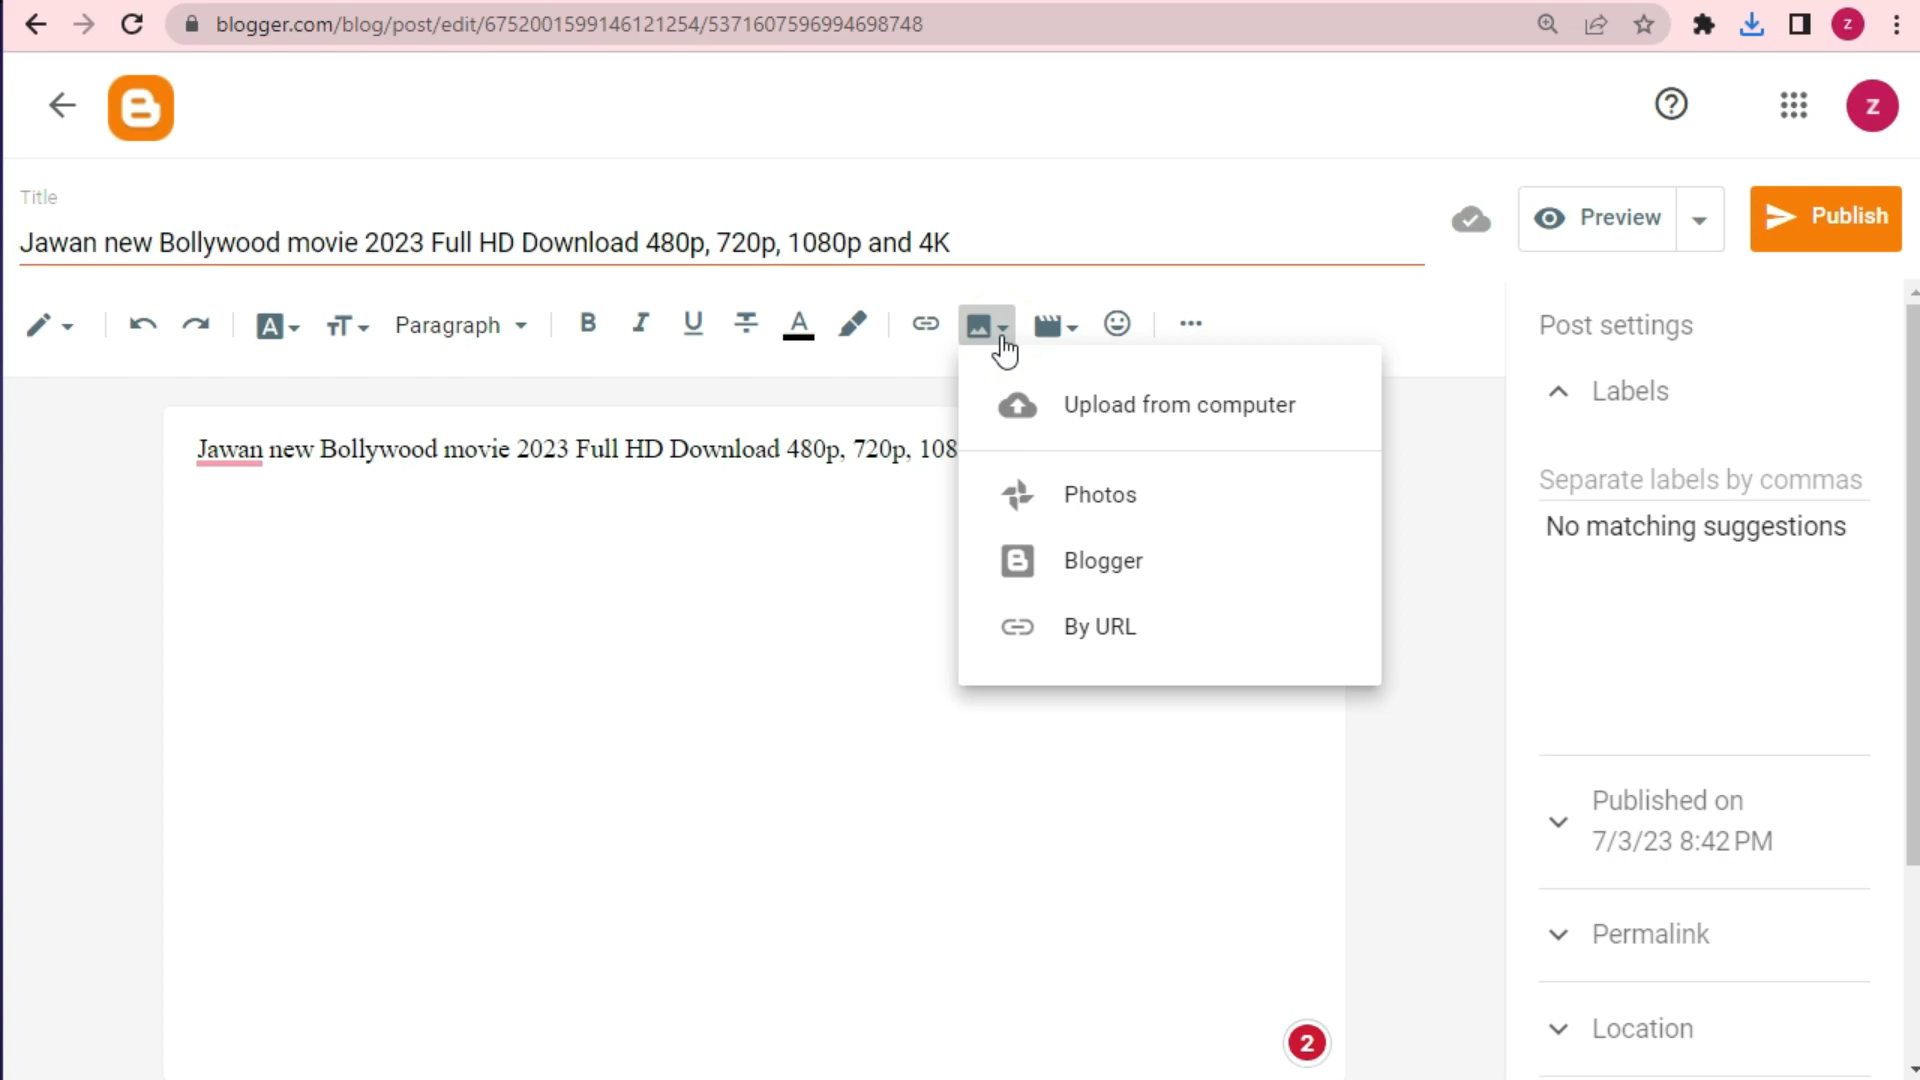 blogger.com/blog/post/edit/6752001599146121254/5371607596994698748
z
z
Title
Jawan new Bollywood movie 2023 Full HD Download 480p, 720p, 1080p and 4K
Preview
Publish
A
TT
Paragraph
B
I
U
A
Post settings
Labels
Separate labels by commas
No matching suggestions
Published on
7/3/23 8:42 PM
Permalink
Location
Upload from computer
Photos
Blogger
By URL
Jawan new Bollywood movie 2023 Full HD Download 480p, 720p, 108
2